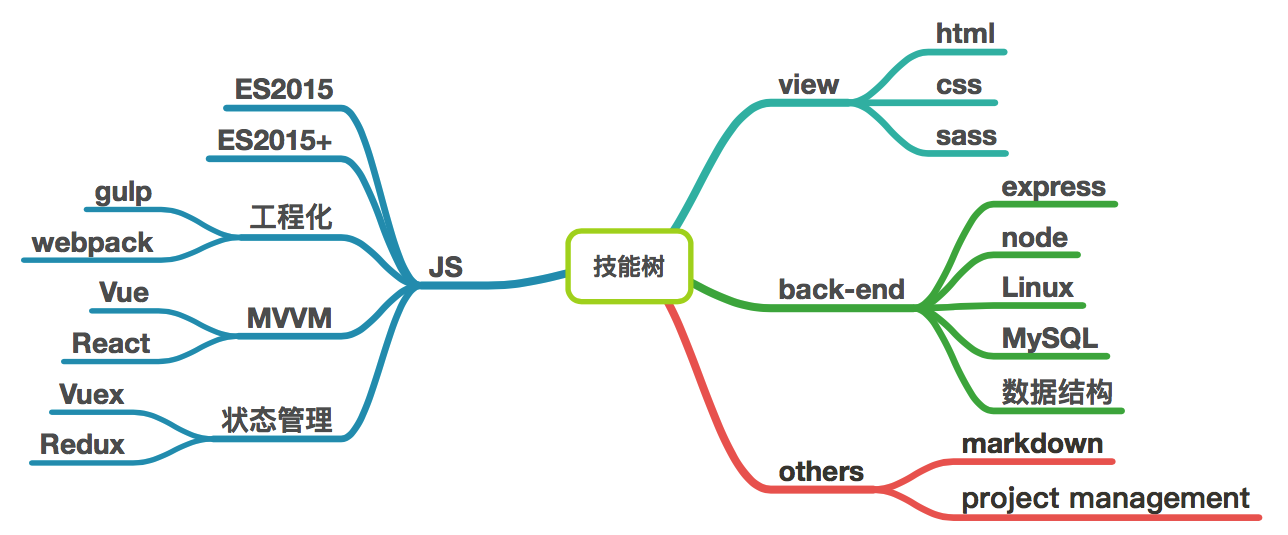 技能树
view
html
css
sass
back-end
express
node
Linux
MySQL
数据结构
others
markdown
project management
JS
ES2015
ES2015+
工程化
gulp
webpack
MVVM
Vue
React
状态管理
Vuex
Redux